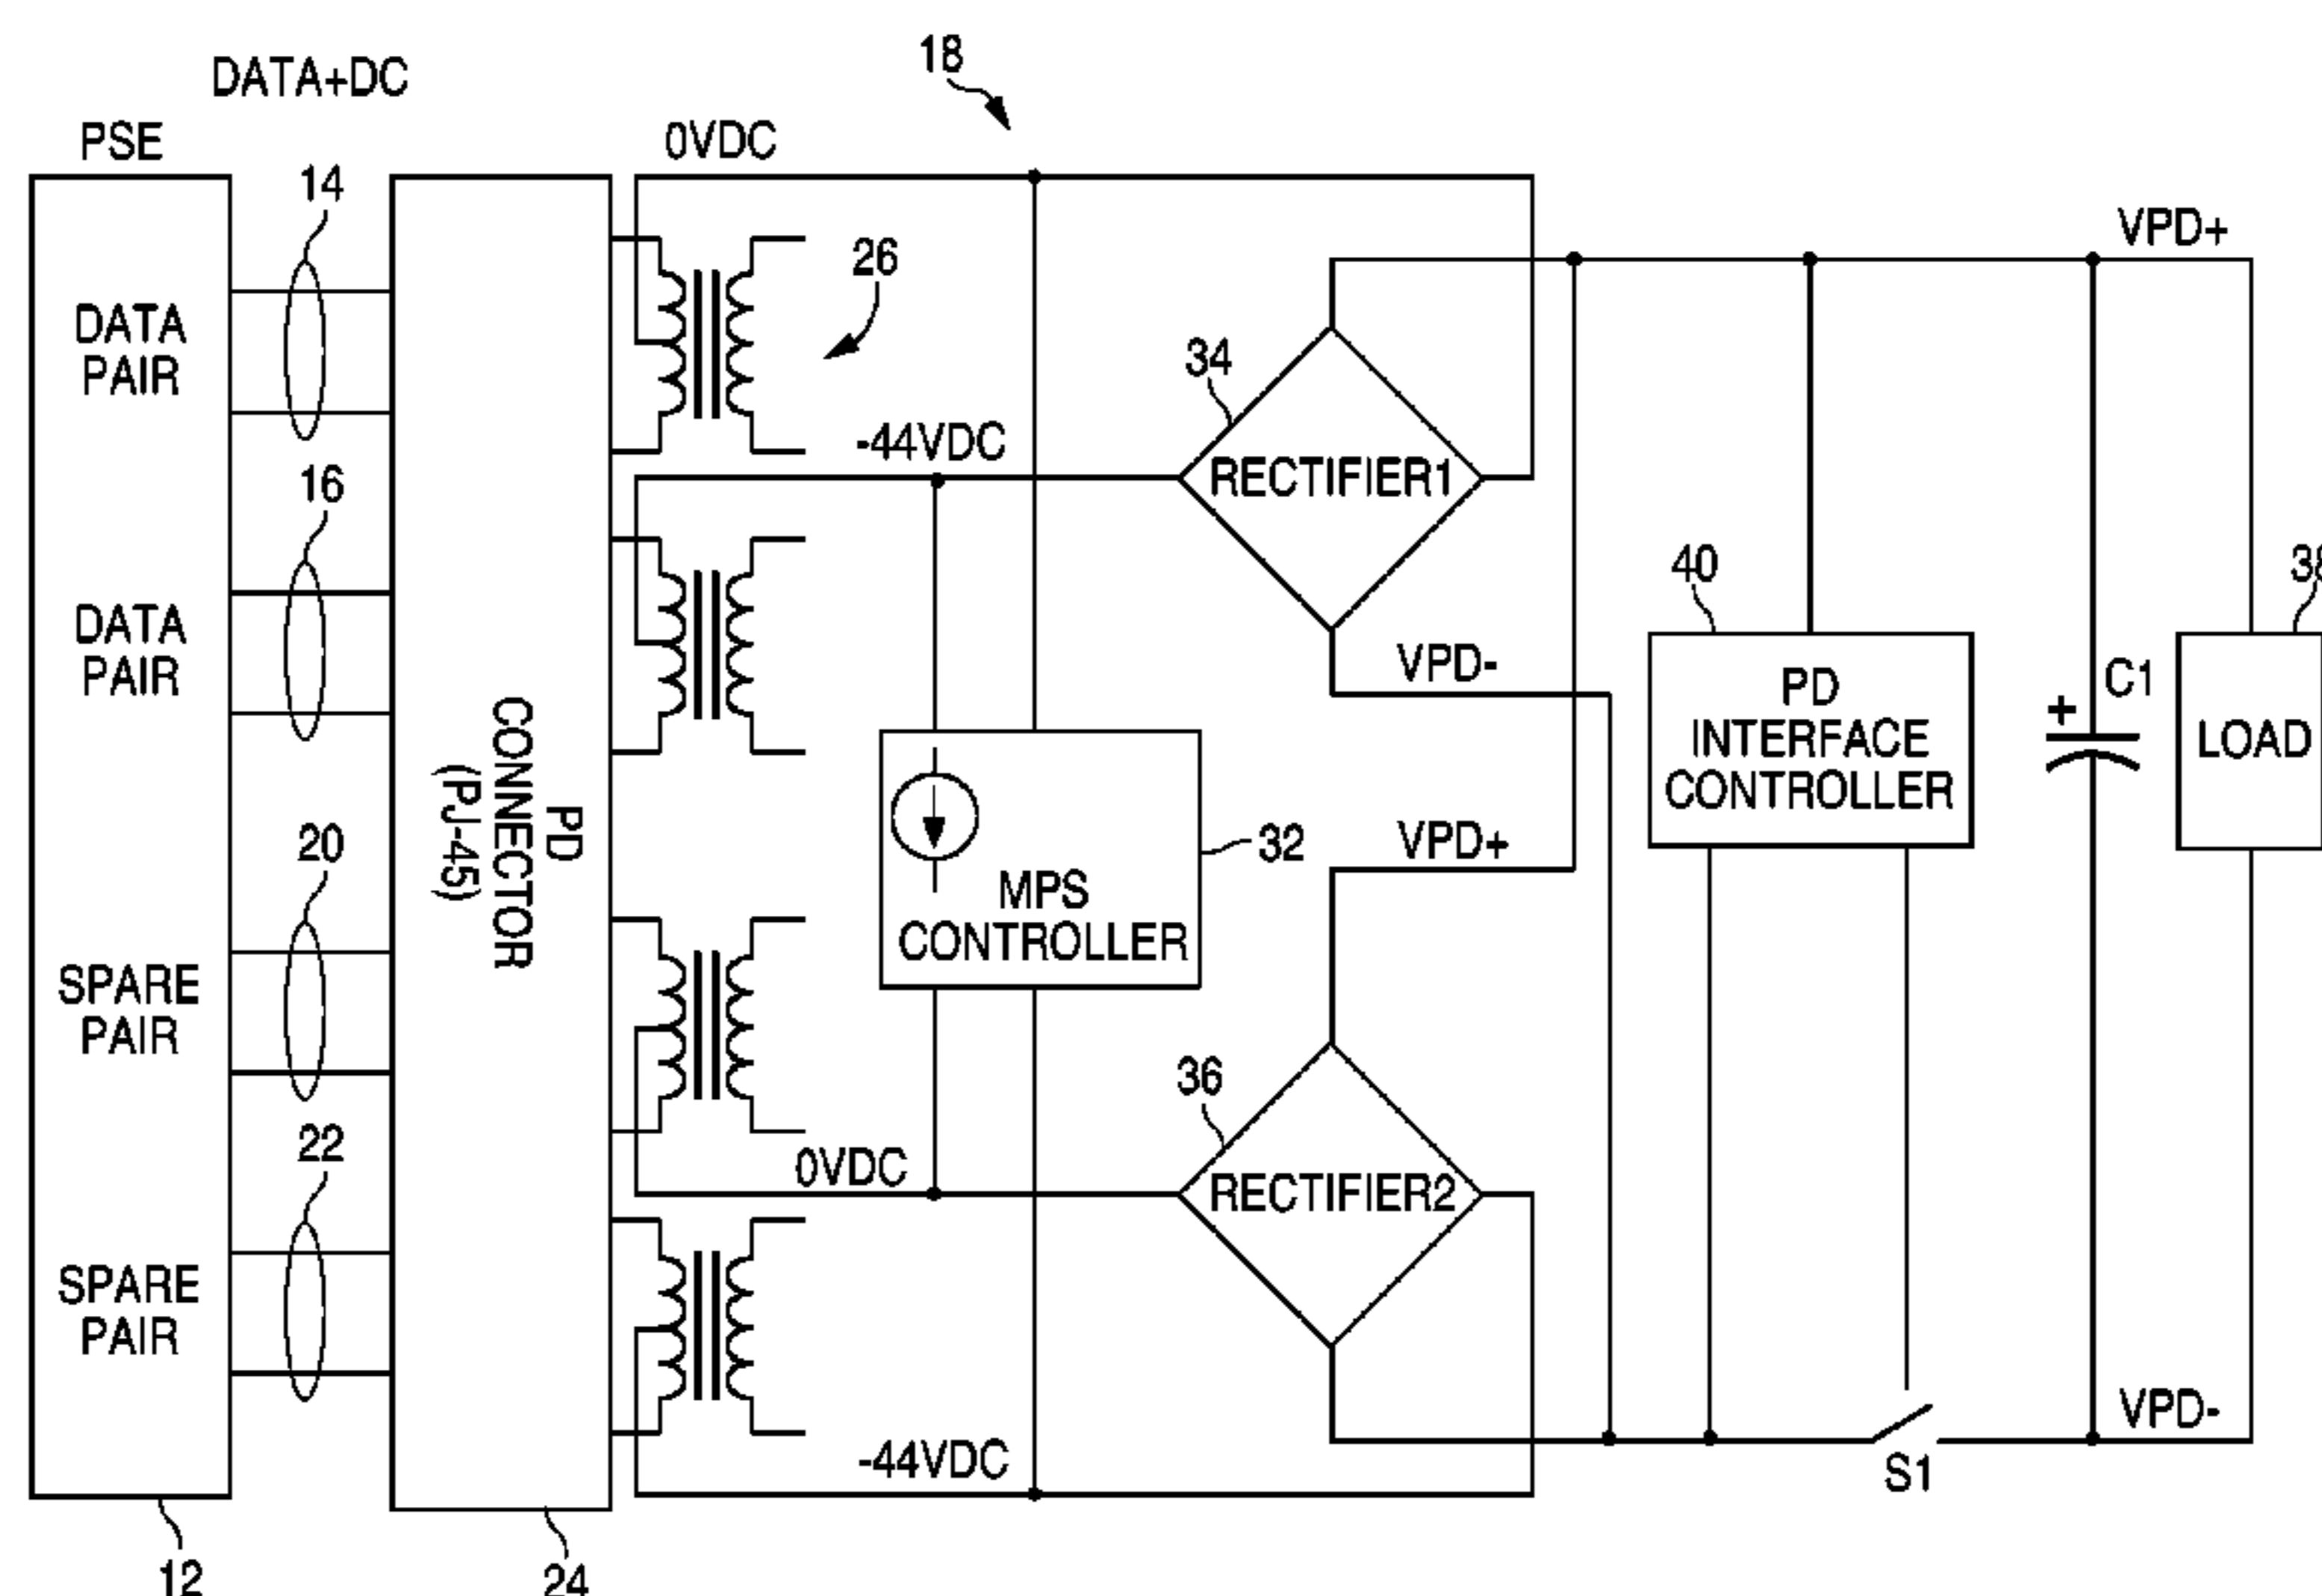 DATA+DC
PSE
18
0VDC
14
DATA
PAIR
26
34
VPD+
-44VDC
RECTIFIER1
16
DATA
PAIR
40
38
VPD-
PD
INTERFACE
CONTROLLER
C1
+
LOAD
PD
CONNECTOR
(PJ-45)
20
SPARE
PAIR
32
MPS
CONTROLLER
VPD+
36
22
0VDC
RECTIFIER2
SPARE
PAIR
-44VDC
VPD-
S1
12
24